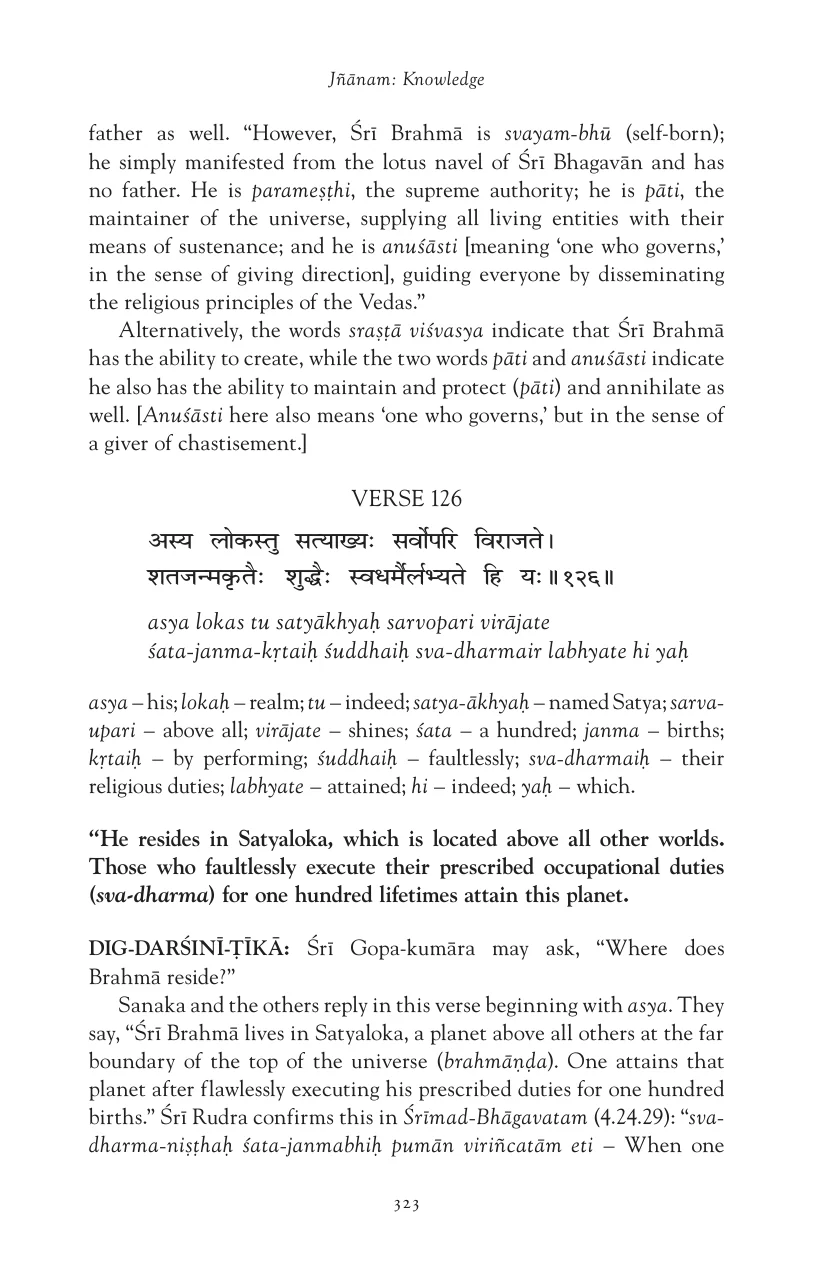 Jñānam: Knowledge
father as well. “However, Śrī Brahmā is svayam-bhū (self-born);
he simply manifested from the lotus navel of Śrī Bhagavān and has
no father. He is parameṣṭhi, the supreme authority; he is pāti, the
maintainer of the universe, supplying all living entities with their
means of sustenance; and he is anuśāsti [meaning ‘one who governs,’
in the sense of giving direction], guiding everyone by disseminating
the religious principles of the Vedas.”
Alternatively, the words sraṣṭā viśvasya indicate that Śrī Brahmā
has the ability to create, while the two words pāti and anuśāsti indicate
he also has the ability to maintain and protect (pāti) and annihilate as
well. [Anuśāsti here also means ‘one who governs,’ but in the sense of
a giver of chastisement.]
VERSE 126
अस्य लोकस्तु सत्याख्यः सर्वोपरि विराजते।
शतजन्मकृतैः शुद्धैः स्वधर्मैर्लभ्यते हि यः॥१२६॥
asya lokas tu satyākhyaḥ sarvopari virājate
śata-janma-kṛtaiḥ śuddhaiḥ sva-dharmair labhyate hi yaḥ
asya – his; lokaḥ – realm; tu – indeed; satya-ākhyaḥ – named Satya; sarva-
upari – above all; virājate – shines; śata – a hundred; janma – births;
kṛtaiḥ – by performing; śuddhaiḥ – faultlessly; sva-dharmaiḥ – their
religious duties; labhyate – attained; hi – indeed; yaḥ – which.
“He resides in Satyaloka, which is located above all other worlds.
Those who faultlessly execute their prescribed occupational duties
(sva-dharma) for one hundred lifetimes attain this planet.
DIG-DARŚINĪ-ṬĪKĀ: Śrī Gopa-kumāra may ask, “Where does
Brahmā reside?”
Sanaka and the others reply in this verse beginning with asya. They
say, “Śrī Brahmā lives in Satyaloka, a planet above all others at the far
boundary of the top of the universe (brahmāṇḍa). One attains that
planet after flawlessly executing his prescribed duties for one hundred
births.” Śrī Rudra confirms this in Śrīmad-Bhāgavatam (4.24.29): “sva-
dharma-niṣṭhaḥ śata-janmabhiḥ pumān viriñcatām eti – When one
323